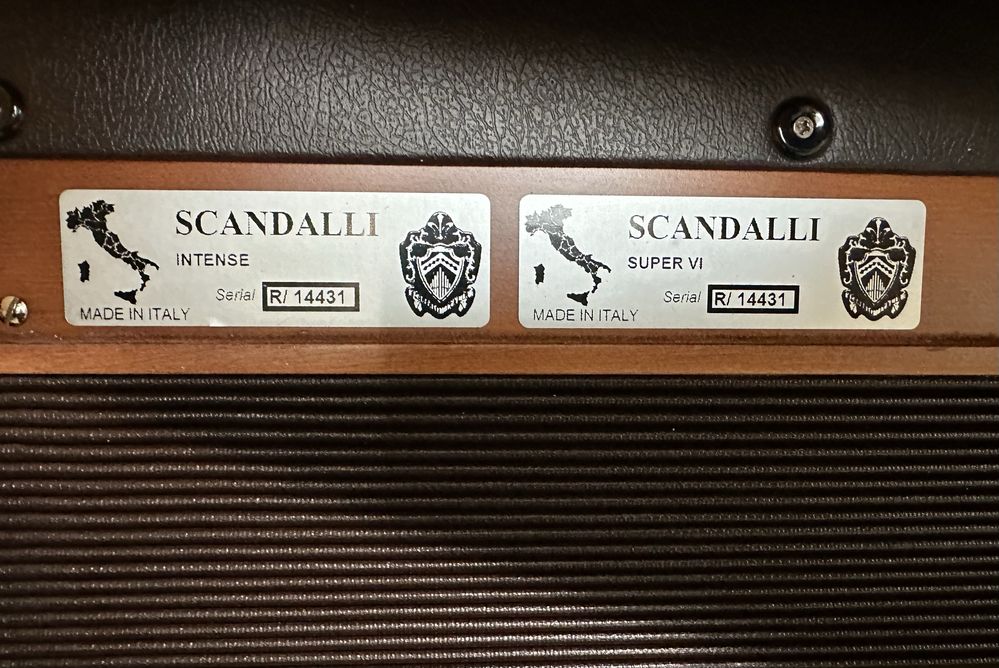 SCANDALLI
INTENSE
Serial R/ 14431
MADE IN ITALY
SCANDALLI
SUPER VI
Serial R/ 14431
MADE IN ITALY